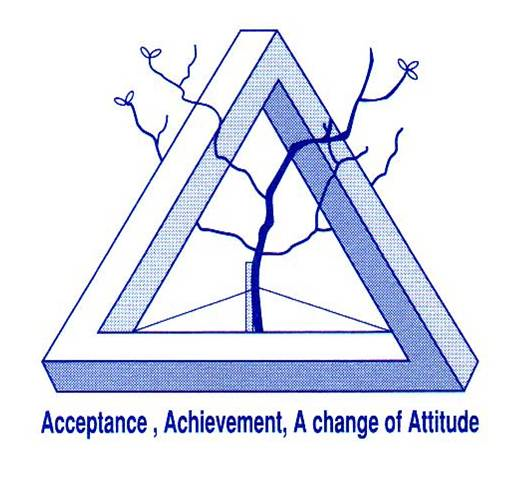 Acceptance , Achievement, A change of Attitude